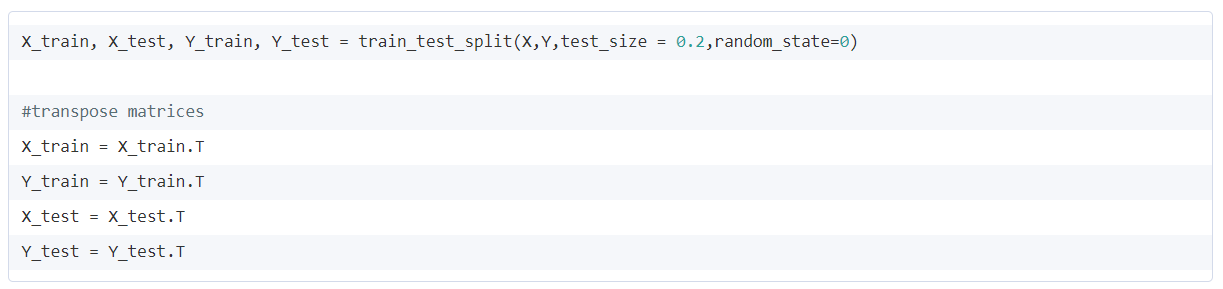 X_train, X_test, Y_train, Y_test = train_test_split(X,Y,test_size = 0.2,random_state=0)
#transpose matrices
X_train = X_train.T
Y_train = Y_train.T
X_test = X_test.T
Y_test = Y_test.T